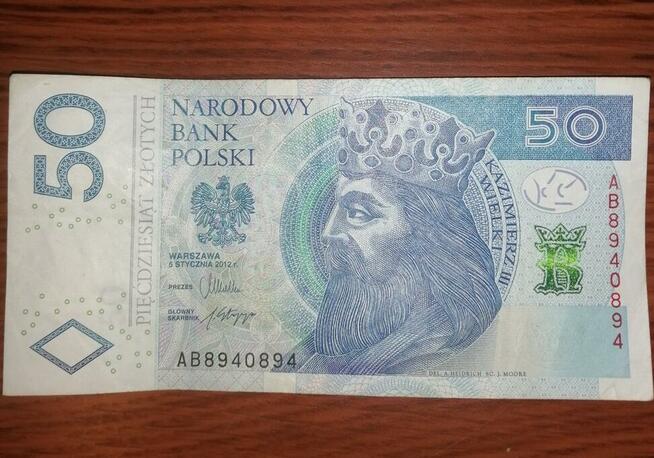 50
PIĘĆDZIESIĄT ZŁOTYCH
NARODOWY
BANK
POLSKI
WARSZAWA
5 STYCZNIA 2012 r.
PREZES
GŁÓWNY
SKARBNIK
AB8940894
50
KAZIMIERZ III
WIELKI
AB8940894
K
DEL. A. HEIDRICH SC. J. MOORE